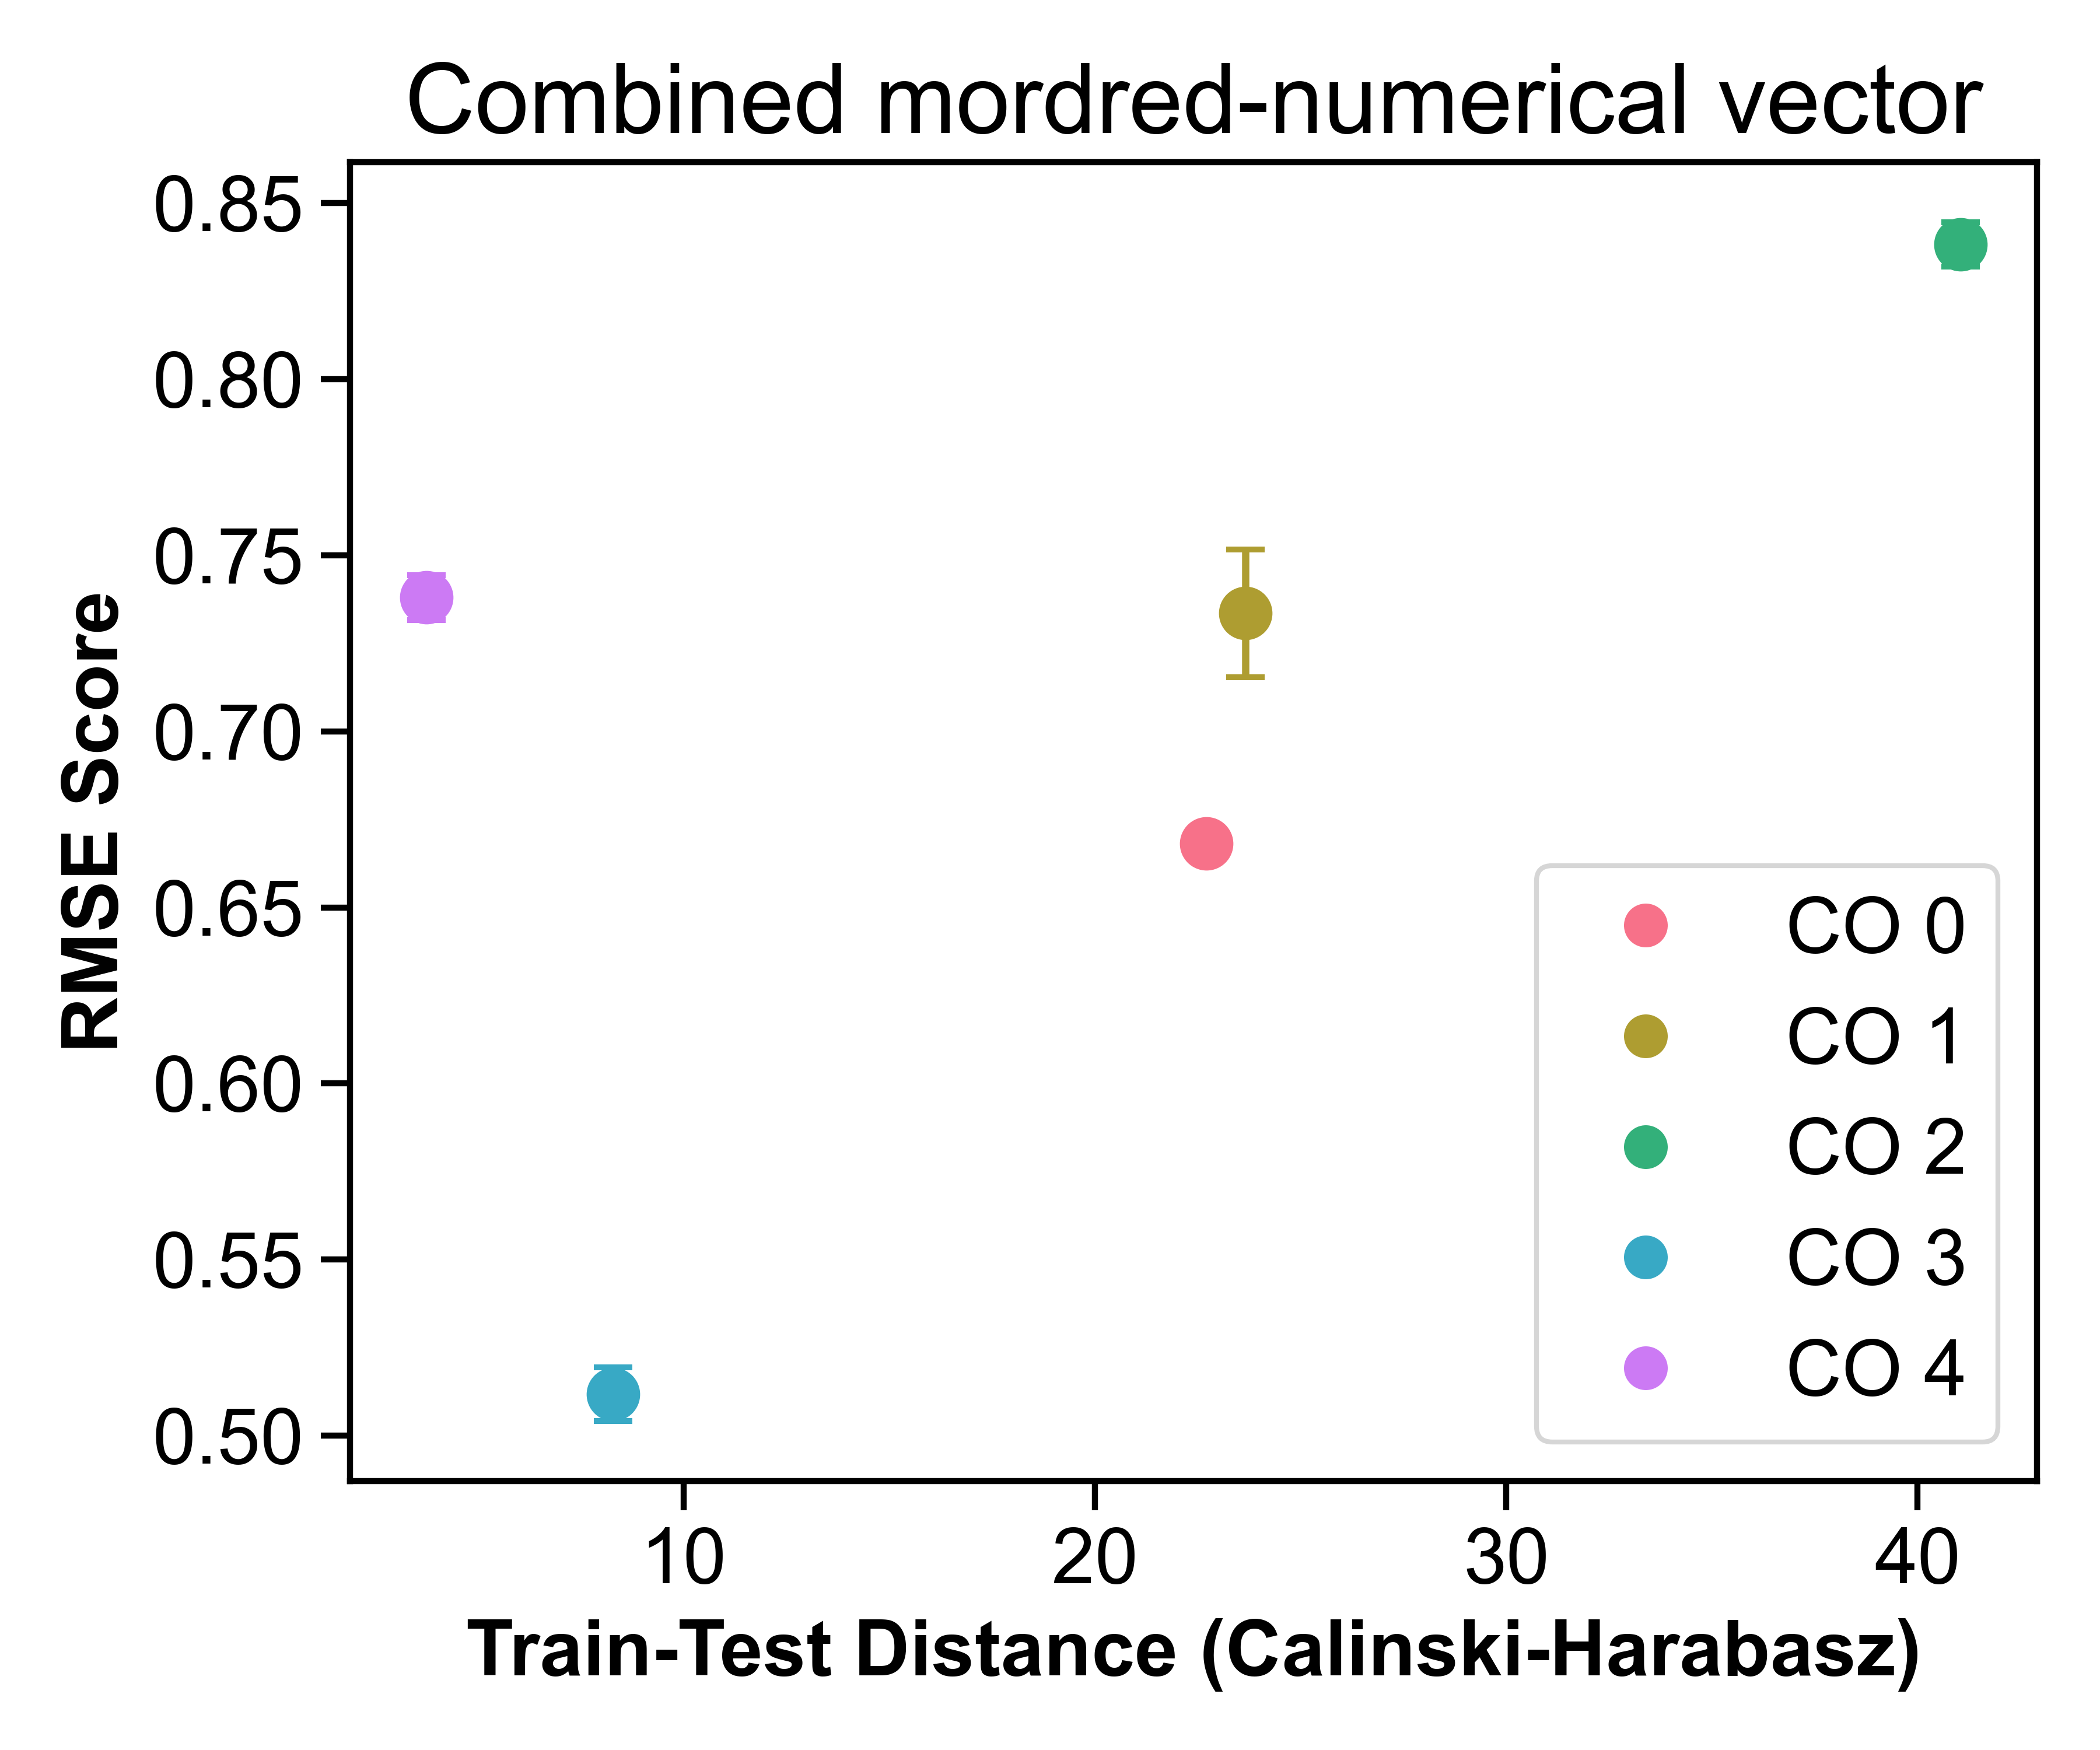 Combined mordred-numerical vector
RMSE Score
0.85
0.80
0.75
0.70
0.65
0.60
0.55
0.50
CO 0
CO 1
CO 2
CO 3
CO 4
10 20 30 40
Train-Test Distance (Calinski-Harabasz)